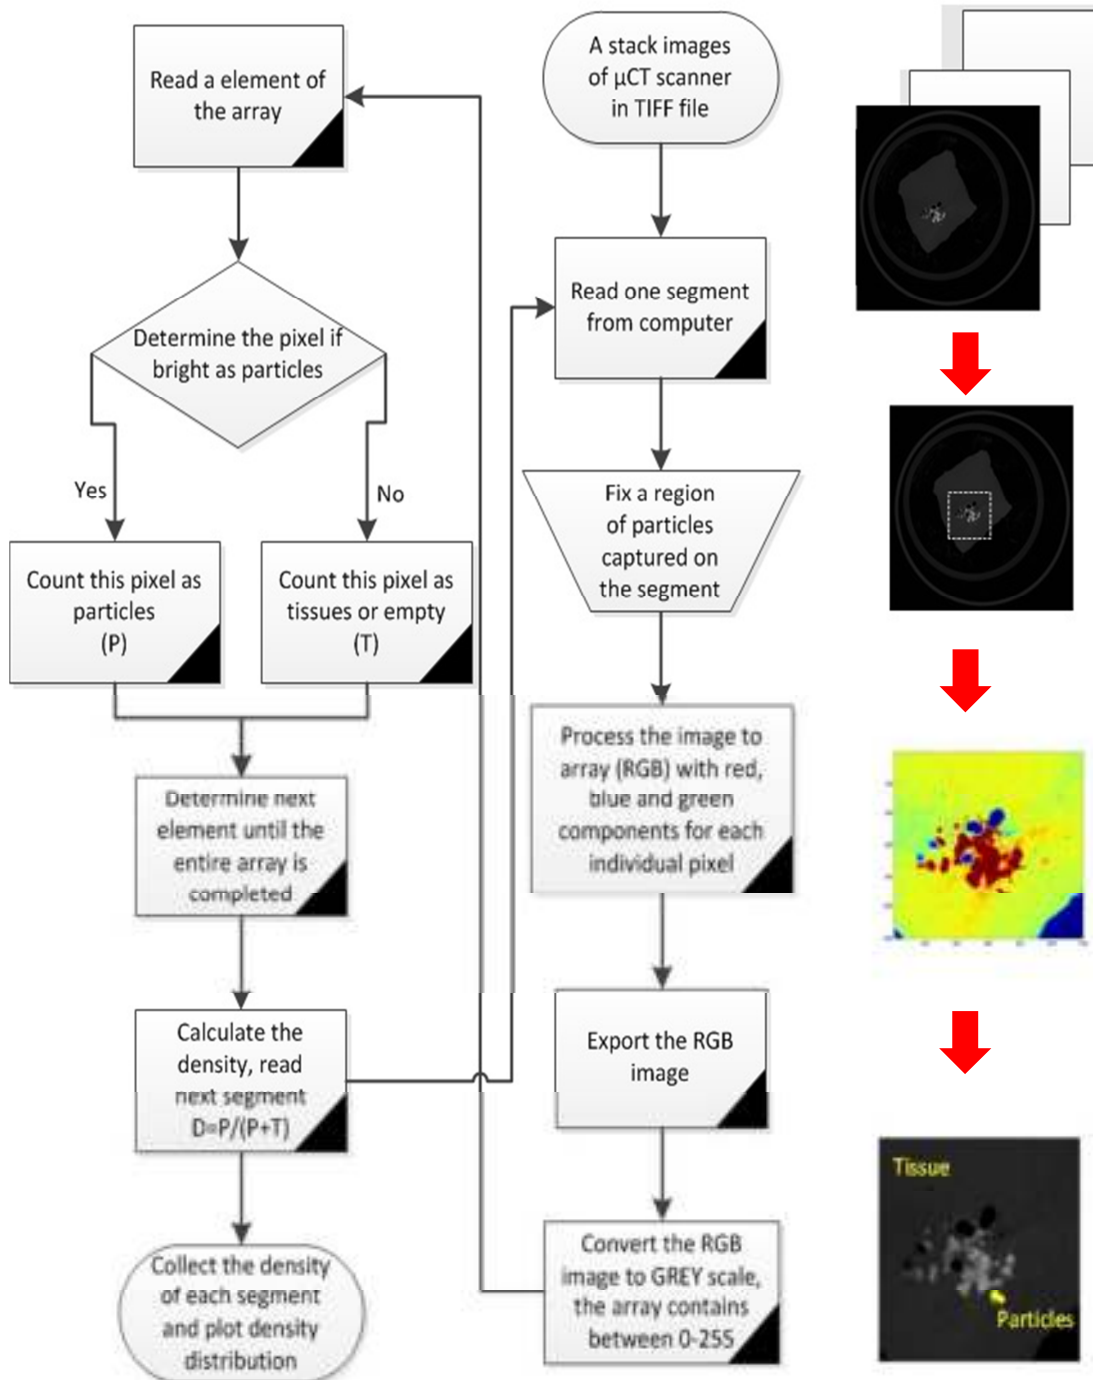 Read a element of
the array
Determine the pixel if
bright as particles
Yes
No
Count this pixel as
particles
(P)
Count this pixel as
tissues or empty
(T)
Determine next
element until the
entire array is
completed
Calculate the
density, read
next segment
D=P/(P+T)
Collect the density
of each segment
and plot density
distribution
A stack images
of µCT scanner
in TIFF file
Read one segment
from computer
Fix a region
of particles
captured on
the segment
Process the image to
array (RGB) with red,
blue and green
components for each
individual pixel
Export the RGB
image
Convert the RGB
image to GREY scale,
the array contains
between 0-255
Tissue
Particles